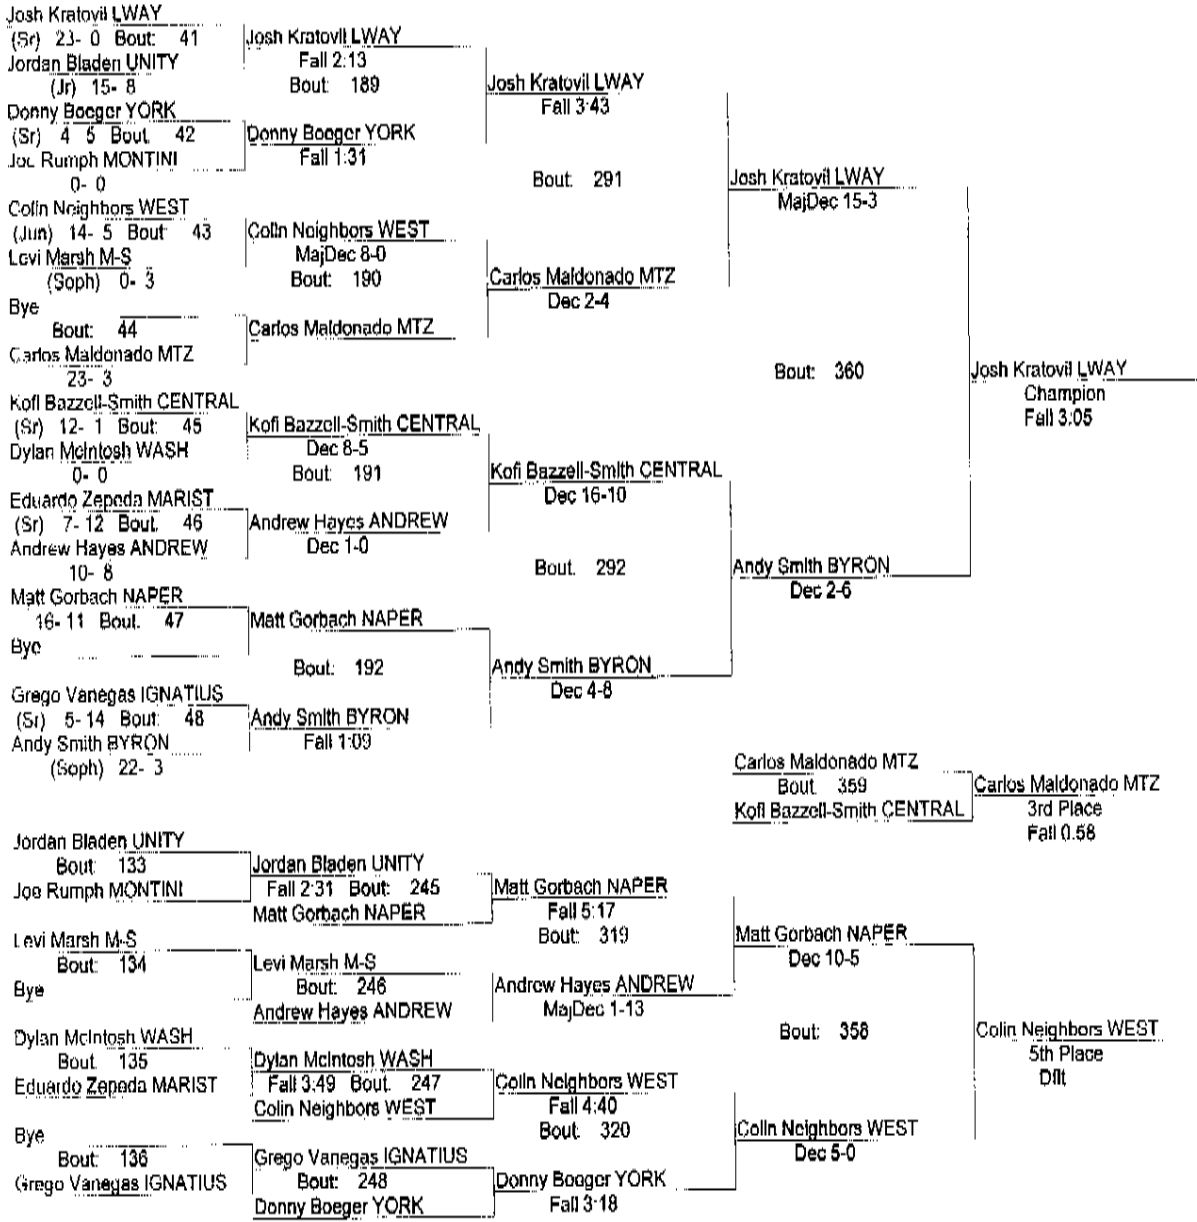 Josh Kratovil LWAY
(Sr) 23- 0 Bout: 41
Jordan Bladen UNITY
(Jr) 15- 8
Donny Boeger YORK
(Sr) 4 5 Bout. 42
Joe Rumph MONTINI
0- 0
Colin Neighbors WEST
(Jun) 14- 5 Bout 43
Levi Marsh M-S
(Soph) 0- 3
Bye
Bout: 44
Carlos Maldonado MTZ
23- 3
Kofi Bazzell-Smith CENTRAL
(Sr) 12- 1 Bout: 45
Dylan McIntosh WASH
0- 0
Eduardo Zepeda MARIST
(Sr) 7- 12 Bout. 46
Andrew Hayes ANDREW
10- 8
Matt Gorbach NAPER
16- 11 Bout. 47
Bye
Grego Vanegas IGNATIUS
(Sr) 5- 14 Bout: 48
Andy Smith BYRON
(Soph) 22- 3
Josh Kratovil LWAY
Fall 2:13
Bout: 189
Donny Boeger YORK
Fall 1:31
Colin Neighbors WEST
MajDec 8-0
Bout: 190
Carlos Maldonado MTZ
Kofi Bazzell-Smith CENTRAL
Dec 8-5
Bout: 191
Andrew Hayes ANDREW
Dec 1-0
Matt Gorbach NAPER
Bout: 192
Andy Smith BYRON
Fall 1:09
Josh Kratovil LWAY
Fall 3:43
Bout: 291
Carlos Maldonado MTZ
Dec 2-4
Kofi Bazzell-Smith CENTRAL
Dec 16-10
Bout. 292
Andy Smith BYRON
Dec 4-8
Josh Kratovil LWAY
MajDec 15-3
Bout: 360
Andy Smith BYRON
Dec 2-6
Josh Kratovil LWAY
Champion
Fall 3:05
Carlos Maldonado MTZ
Bout. 359
Kofi Bazzell-Smith CENTRAL
Carlos Maldonado MTZ
3rd Place
Fall 0.58
Jordan Bladen UNITY
Bout: 133
Joe Rumph MONTINI
Levi Marsh M-S
Bout: 134
Bye
Dylan McIntosh WASH
Bout. 135
Eduardo Zepeda MARIST
Bye
Bout: 136
Grego Vanegas IGNATIUS
Jordan Bladen UNITY
Fall 2:31 Bout: 245
Matt Gorbach NAPER
Levi Marsh M-S
Bout: 246
Andrew Hayes ANDREW
Dylan McIntosh WASH
Fall 3:49 Bout. 247
Colin Neighbors WEST
Grego Vanegas IGNATIUS
Bout: 248
Donny Boeger YORK
Matt Gorbach NAPER
Fall 5:17
Bout: 319
Andrew Hayes ANDREW
MajDec 1-13
Colin Neighbors WEST
Fall 4:40
Bout: 320
Donny Boeger YORK
Fall 3:18
Matt Gorbach NAPER
Dec 10-5
Bout: 358
Colin Neighbors WEST
Dec 5-0
Colin Neighbors WEST
5th Place
Dflt